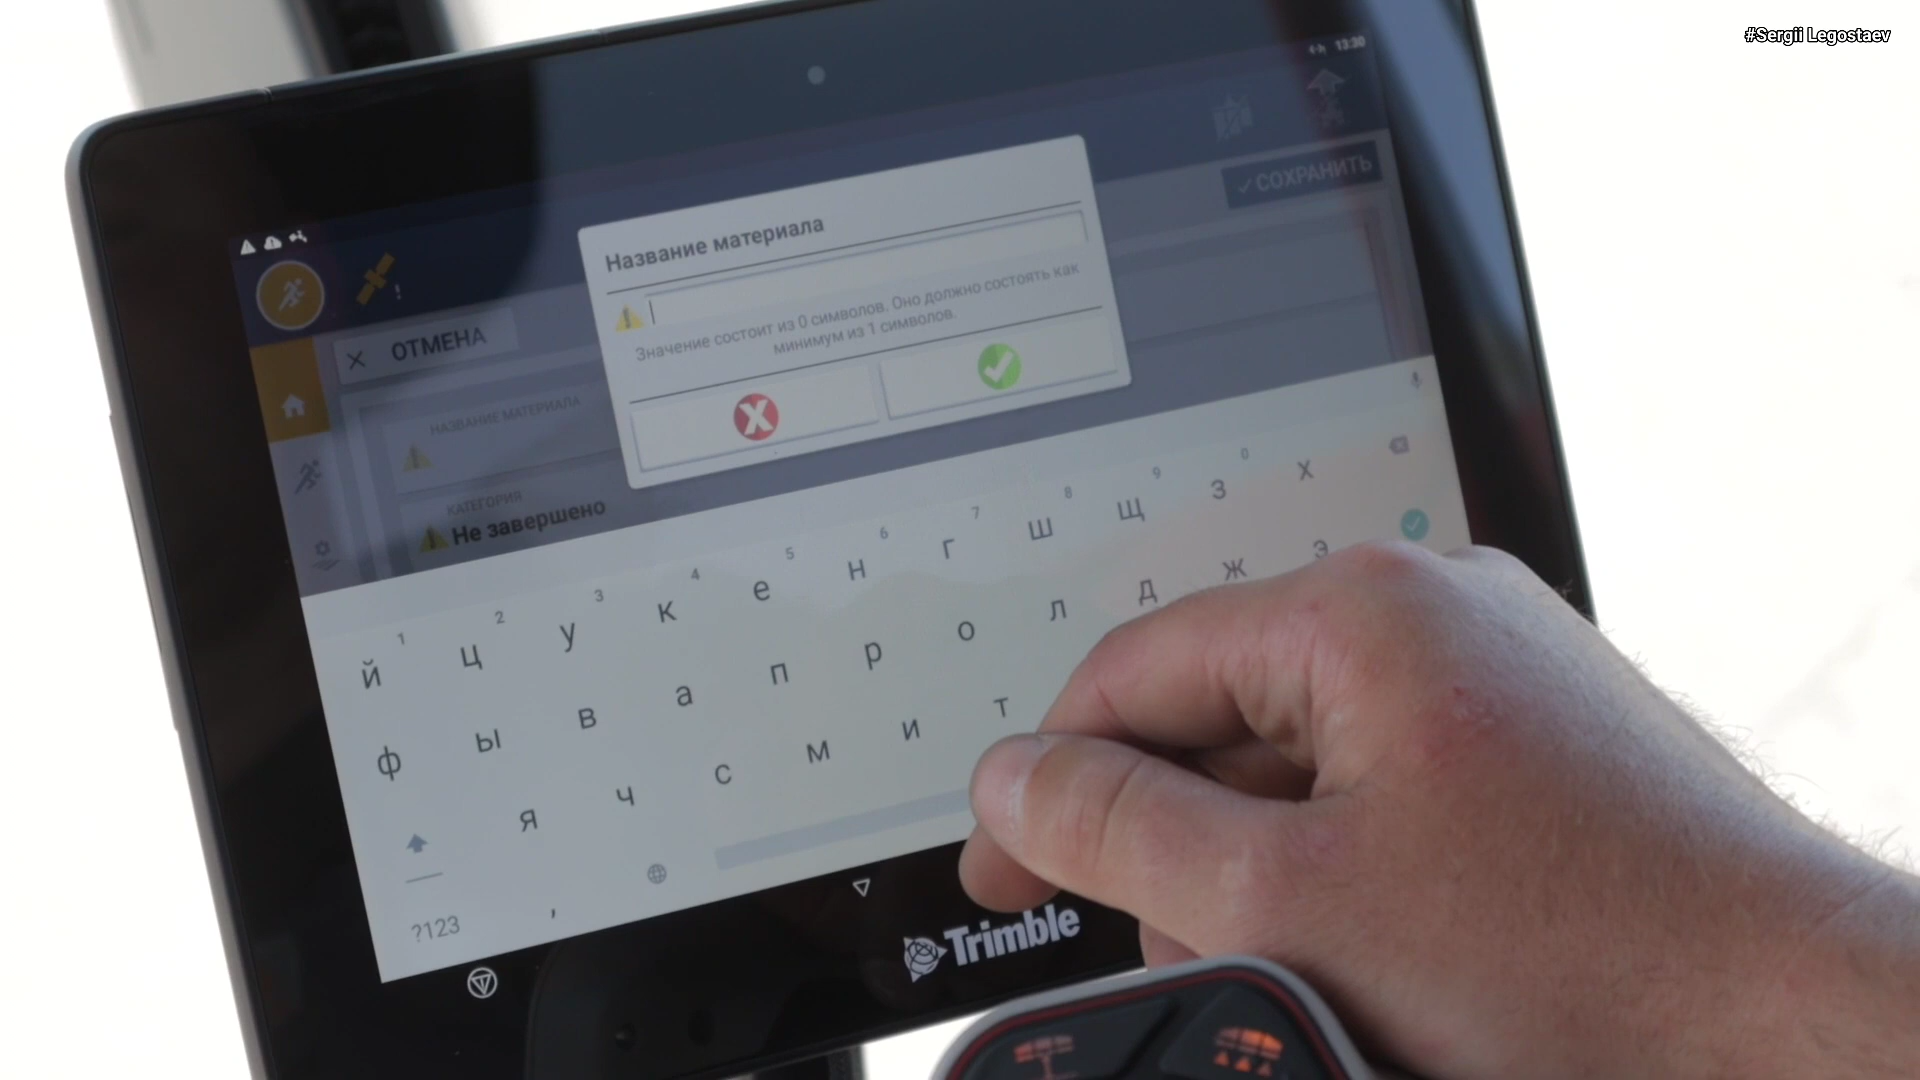 #Sergii Legostaev
13:30
СОХРАНИТЬ
Название материала
Значение состоит из 0 символов. Оно должно состоять как
минимум из 1 символов.
ОТМЕНА
НАЗВАНИЕ МАТЕРИАЛА
КАТЕГОРИЯ
Не завершено
1 2 3 4 5 6 7 8 9 0
й ц у к е н г ш щ з х
ф ы в а п р о л д ж э
я ч с м и т
?123 ,
Trimble